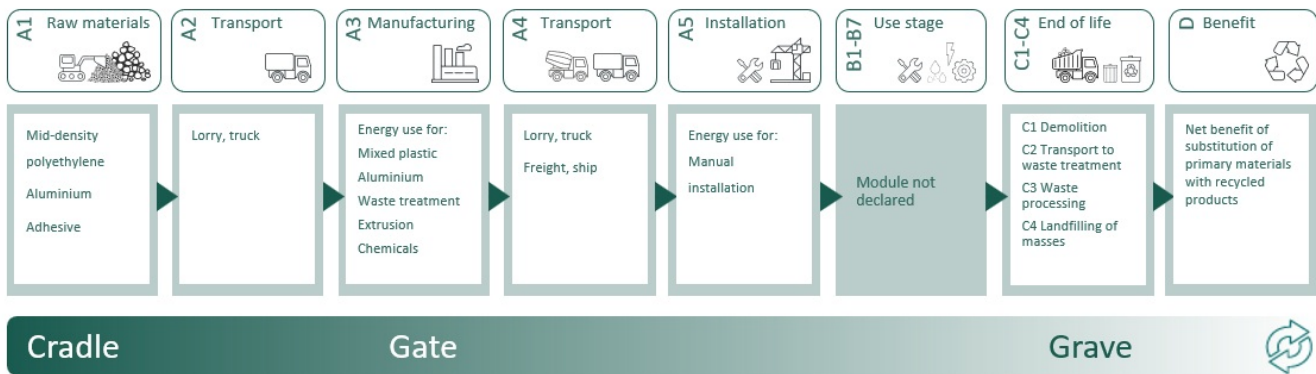 A1 Raw materials
A2 Transport
A3 Manufacturing
A4 Transport
A5 Installation
B1-B7 Use stage
C1-C4 End of life
D Benefit
Mid-density
polyethylene
Aluminium
Adhesive
Lorry, truck
Energy use for:
Mixed plastic
Aluminium
Waste treatment
Extrusion
Chemicals
Lorry, truck
Freight, ship
Energy use for:
Manual
installation
Module not
declared
C1 Demolition
C2 Transport to
waste treatment
C3 Waste
processing
C4 Landfilling of
masses
Net benefit of
substitution of
primary materials
with recycled
products
Cradle
Gate
Grave